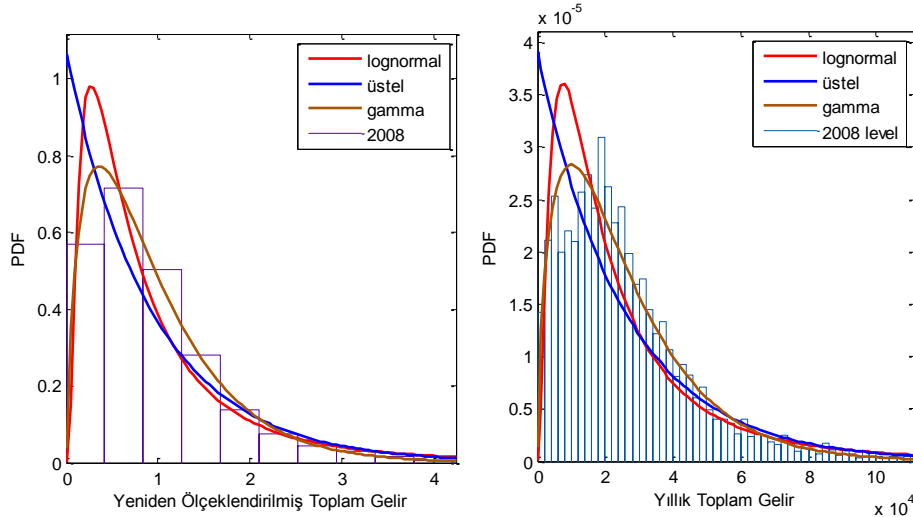 lognormal
üstel
gamma
2008
1
0.8
0.6
0.4
0.2
0
0 1 2 3 4
PDF
Yeniden Ölçeklendirilmiş Toplam Gelir
x 10-5
lognormal
üstel
gamma
2008 level
4
3.5
3
2.5
2
1.5
1
0.5
0
0 2 4 6 8 10
PDF
Yıllık Toplam Gelir
x 10 4